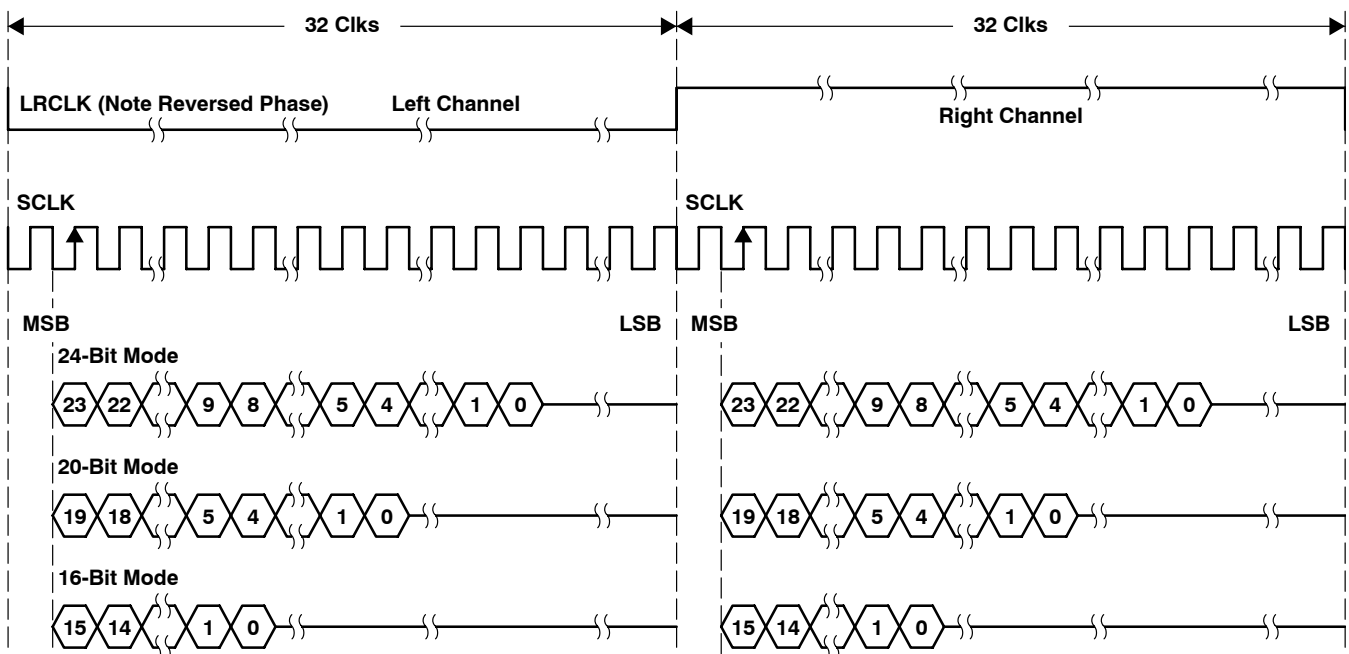 32 Clks 32 Clks
LRCLK (Note Reversed Phase) Left Channel
Right Channel
SCLK SCLK
MSB LSB MSB LSB
24-Bit Mode
23 22 9 8 5 4 1 0 23 22 9 8 5 4 1 0
20-Bit Mode
19 18 5 4 1 0 19 18 5 4 1 0
16-Bit Mode
15 14 1 0 15 14 1 0